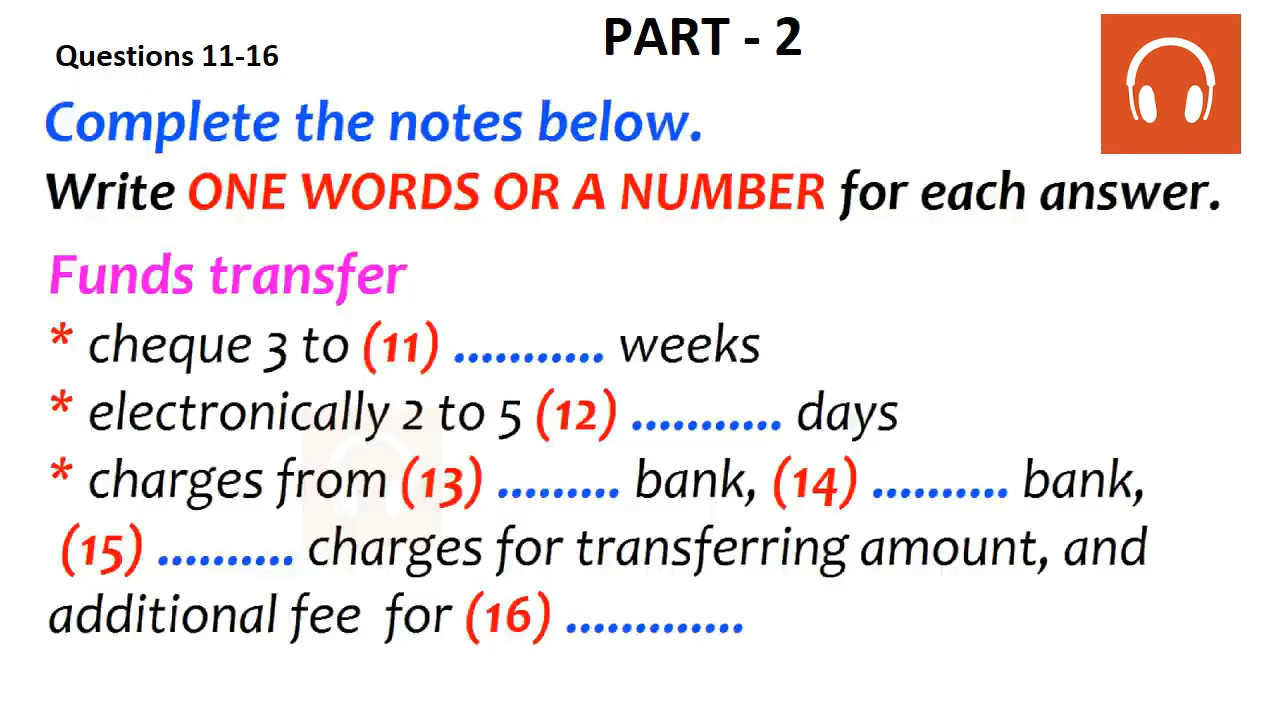 PART - 2
Questions 11-16
Complete the notes below.
Write ONE WORDS OR A NUMBER for each answer.
Funds transfer
* cheque 3 to (11) ........... weeks
* electronically 2 to 5 (12) ........... days
* charges from (13) ......... bank, (14) .......... bank,
(15) .......... charges for transferring amount, and
additional fee for (16) .............